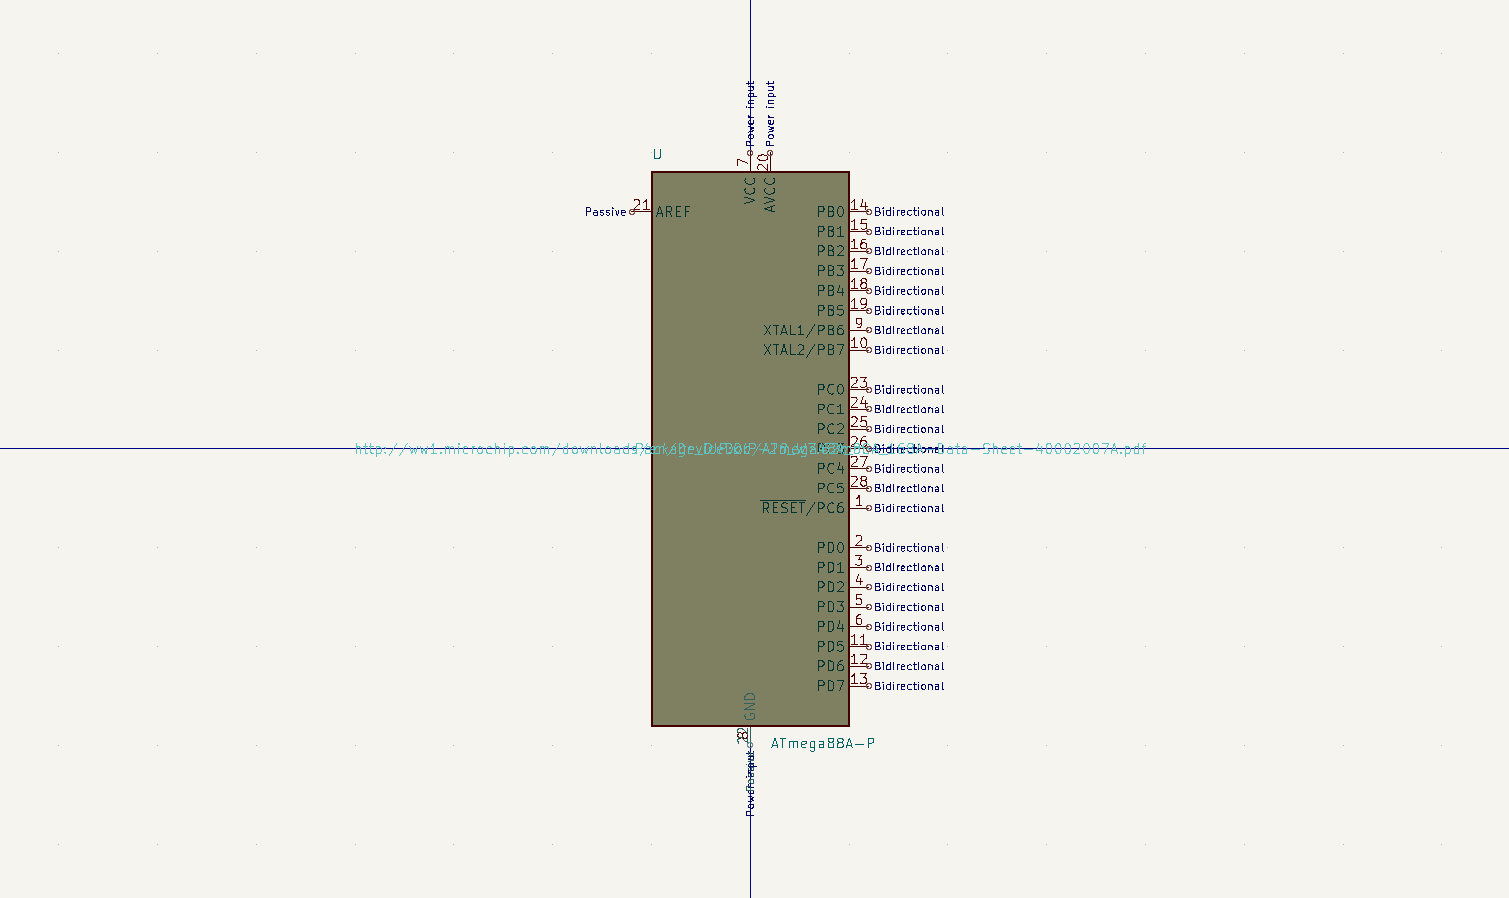 Power input
Power input
U
7
20
VCC
AVCC
Passive
21
AREF
PB0 14 Bidirectional
PB1 15 Bidirectional
PB2 16 Bidirectional
PB3 17 Bidirectional
PB4 18 Bidirectional
PB5 19 Bidirectional
XTAL1/PB6 9 Bidirectional
XTAL2/PB7 10 Bidirectional
PC0 23 Bidirectional
PC1 24 Bidirectional
PC2 25 Bidirectional
26 Bidirectional
http://ww1.microchip.com/downloads
Data-Sheet-40002007A.pdf
PC4 27 Bidirectional
PC5 28 Bidirectional
RESET/PC6 1 Bidirectional
PD0 2 Bidirectional
PD1 3 Bidirectional
PD2 4 Bidirectional
PD3 5 Bidirectional
PD4 6 Bidirectional
PD5 11 Bidirectional
PD6 12 Bidirectional
PD7 13 Bidirectional
GND
ATmega88A-P
Power input